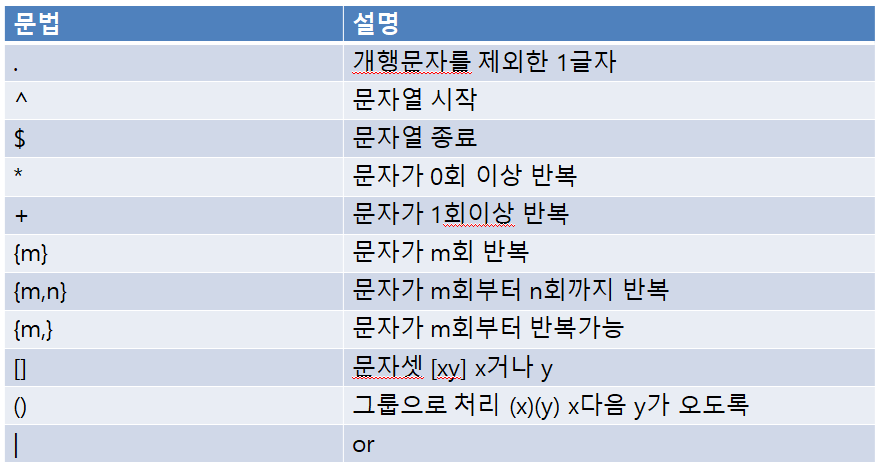 문법 설명
. 개행문자를 제외한 1글자
^ 문자열 시작
$ 문자열 종료
* 문자가 0회 이상 반복
+ 문자가 1회이상 반복
{m} 문자가 m회 반복
{m,n} 문자가 m회부터 n회까지 반복
{m,} 문자가 m회부터 반복가능
[] 문자셋 [xy] x거나 y
() 그룹으로 처리 (x)(y) x다음 y가 오도록
| or